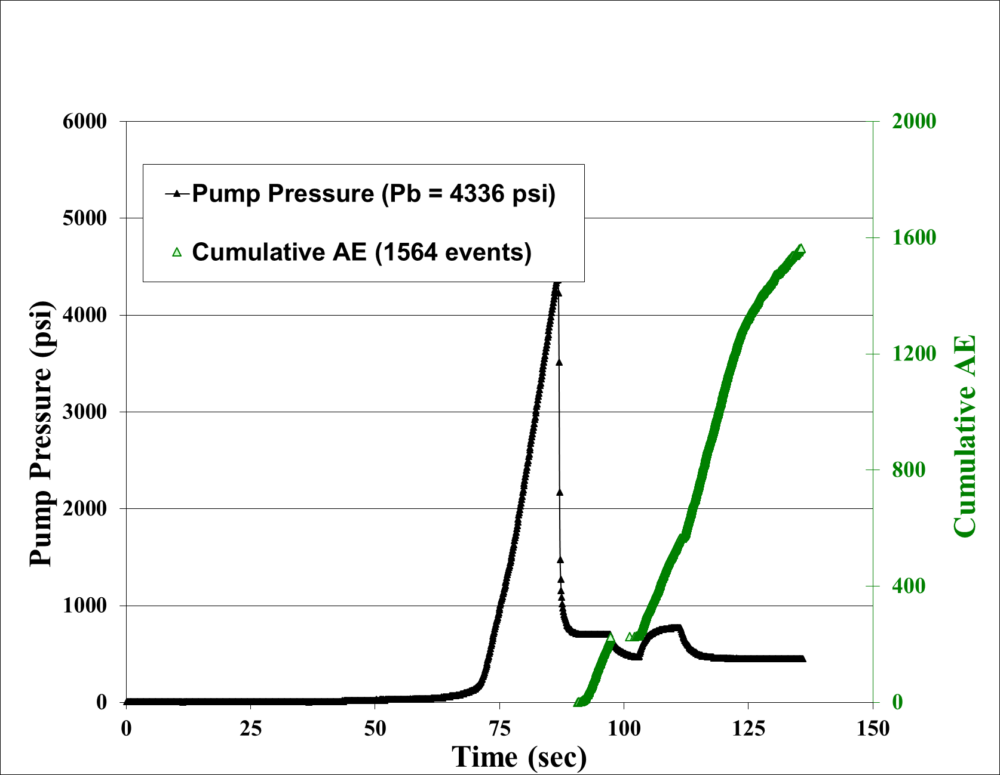 6000
5000
4000
3000
2000
1000
0
Pump Pressure (psi)
Pump Pressure (Pb = 4336 psi)
Cumulative AE (1564 events)
2000
1600
1200
800
400
0
Cumulative AE
0 25 50 75 100 125 150
Time (sec)